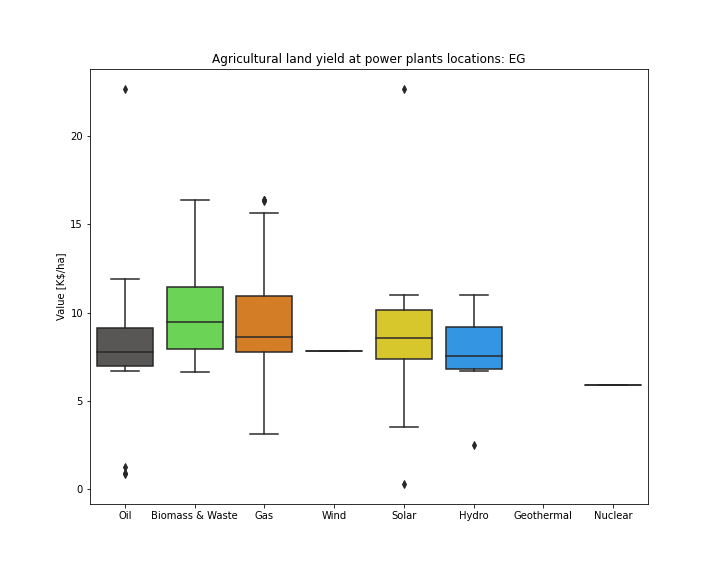 Agricultural land yield at power plants locations: EG
Value [K$/ha]
20
15
10
5
0
Oil Biomass & Waste Gas Wind Solar Hydro Geothermal Nuclear